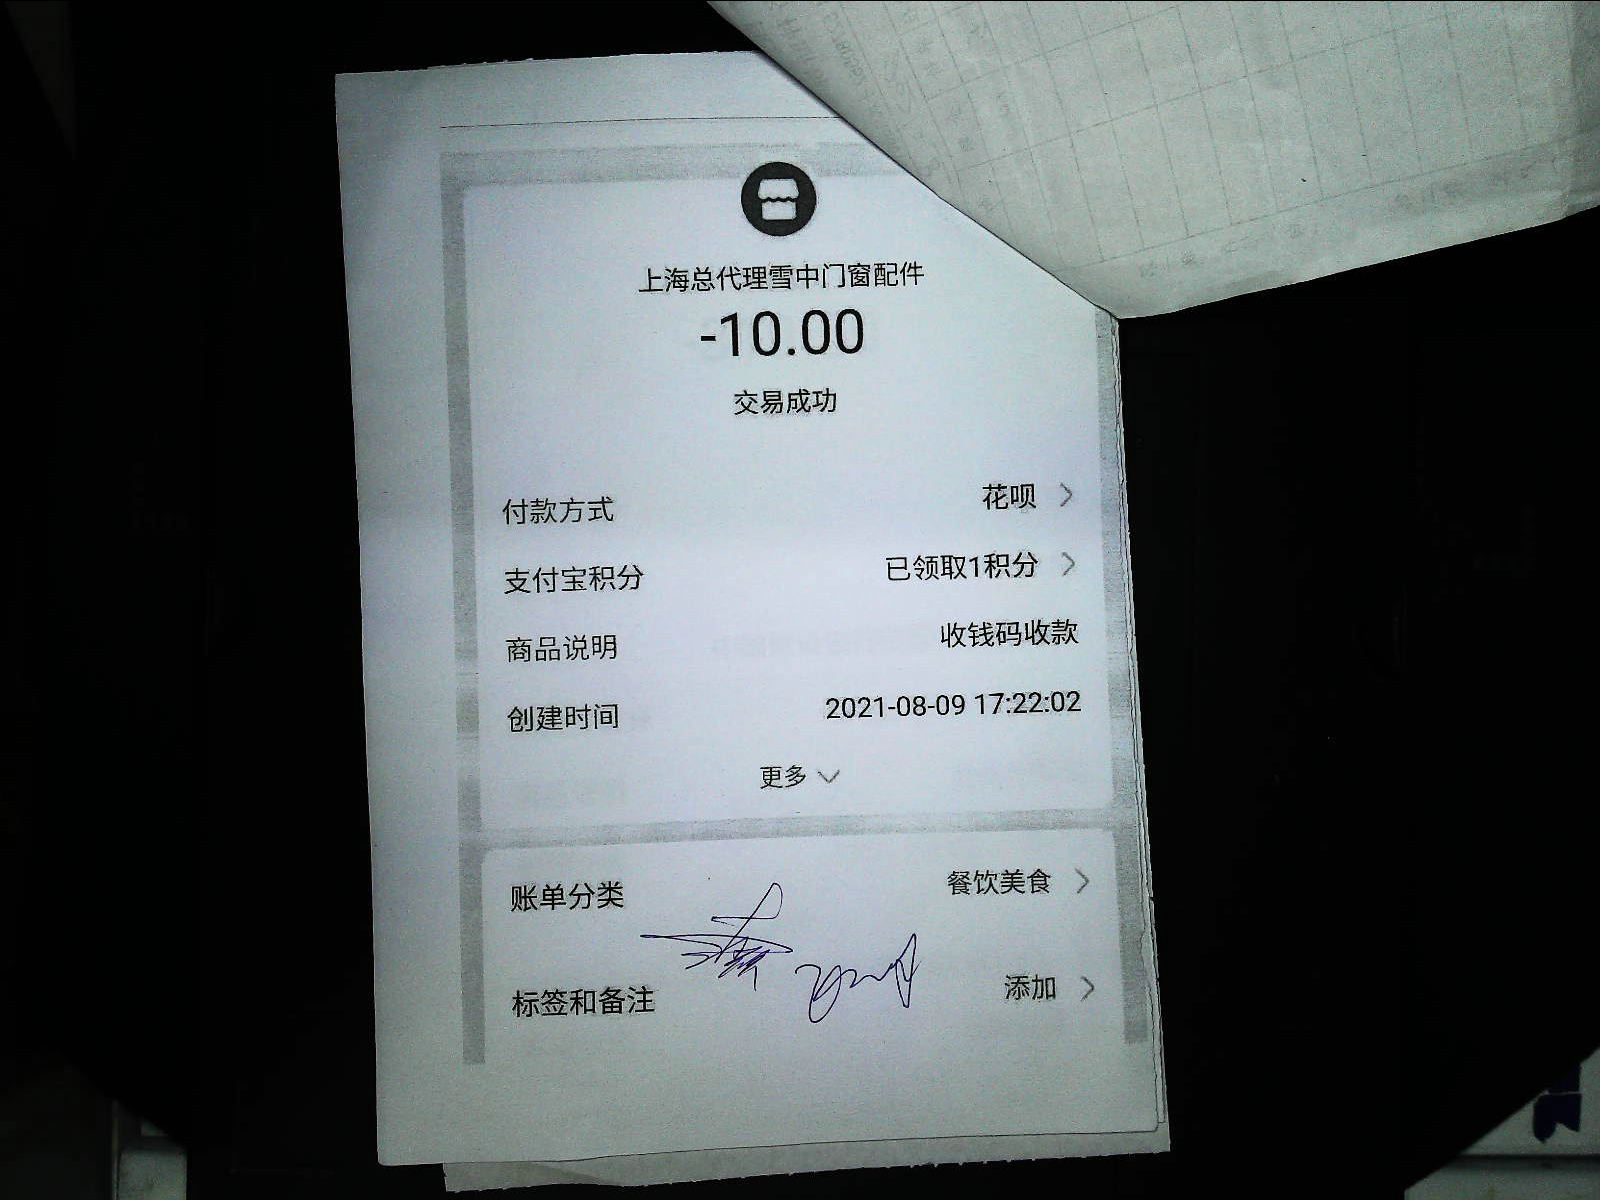 上海总代理雪中门窗配件
-10.00
交易成功
付款方式 花呗
支付宝积分 已领取1积分
商品说明 收钱码收款
创建时间 2021-08-09 17:22:02
更多
账单分类 餐饮美食
标签和备注 添加